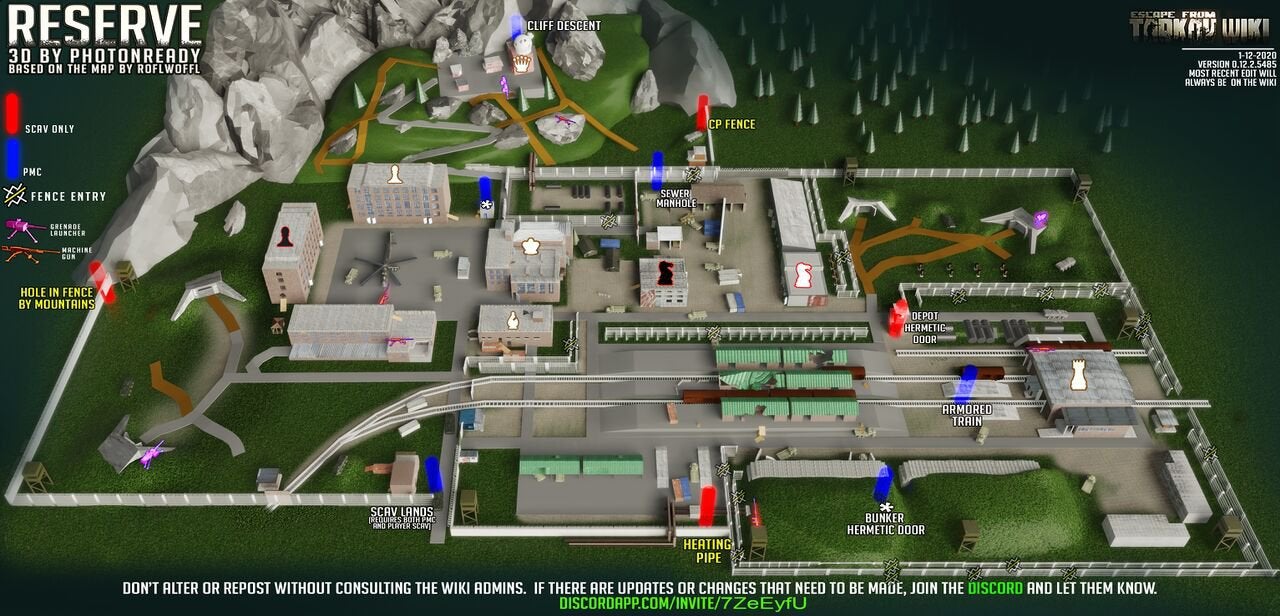 RESERVE
3D BY PHOTONREADY
BASED ON THE MAP BY ROFLWOFFL
ESCAPE FROM
TARKOV WIKI
1-12-2020
VERSION 0.12.2.5485
MOST RECENT EDIT WILL
ALWAYS BE ON THE WIKI
SCAV ONLY
PMC
FENCE ENTRY
GRENADE
LAUNCHER
MACHINE
GUN
CLIFF DESCENT
CP FENCE
SEWER
MANHOLE
HOLE IN FENCE
BY MOUNTAINS
DEPOT
HERMETIC
DOOR
ARMORED
TRAIN
SCAV LANDS
(REQUIRES BOTH PMC
AND PLAYER SCAV)
HEATING
PIPE
BUNKER
HERMETIC DOOR
DON'T ALTER OR REPOST WITHOUT CONSULTING THE WIKI ADMINS. IF THERE ARE UPDATES OR CHANGES THAT NEED TO BE MADE, JOIN THE DISCORD AND LET THEM KNOW.
DISCORDAPP.COM/INVITE/7ZeEyfU